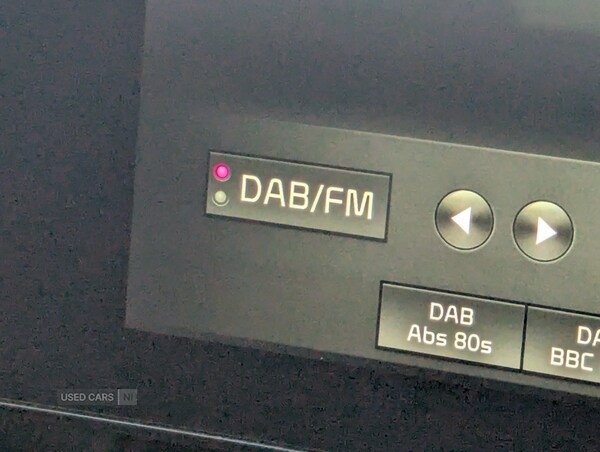 DAB/FM
DAB
Abs 80s
BBC
USED CARS NI